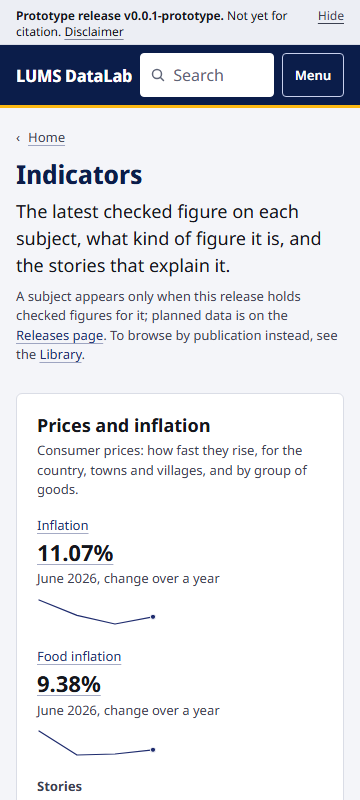 Prototype release v0.0.1-prototype. Not yet for
citation. Disclaimer
Hide
LUMS DataLab
Search
Menu
‹ Home
Indicators
The latest checked figure on each
subject, what kind of figure it is, and
the stories that explain it.
A subject appears only when this release holds
checked figures for it; planned data is on the
Releases page. To browse by publication instead, see
the Library.
Prices and inflation
Consumer prices: how fast they rise, for the
country, towns and villages, and by group of
goods.
Inflation
11.07%
June 2026, change over a year
Food inflation
9.38%
June 2026, change over a year
Stories